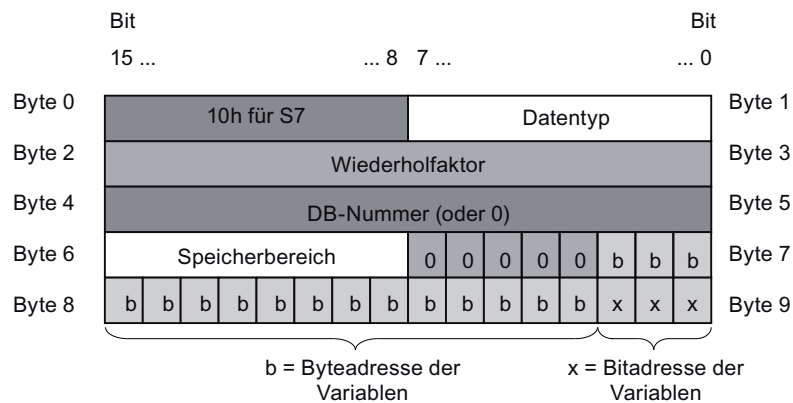 Bit Bit
15 ... ... 8 7 ... ... 0
Byte 0 10h für S7 Datentyp Byte 1
Byte 2 Wiederholfaktor Byte 3
Byte 4 DB-Nummer (oder 0) Byte 5
Byte 6 Speicherbereich 0 0 0 0 0 b b b Byte 7
Byte 8 b b b b b b b b b b b b b x x x Byte 9
b = Byteadresse der x = Bitadresse der
Variablen Variablen